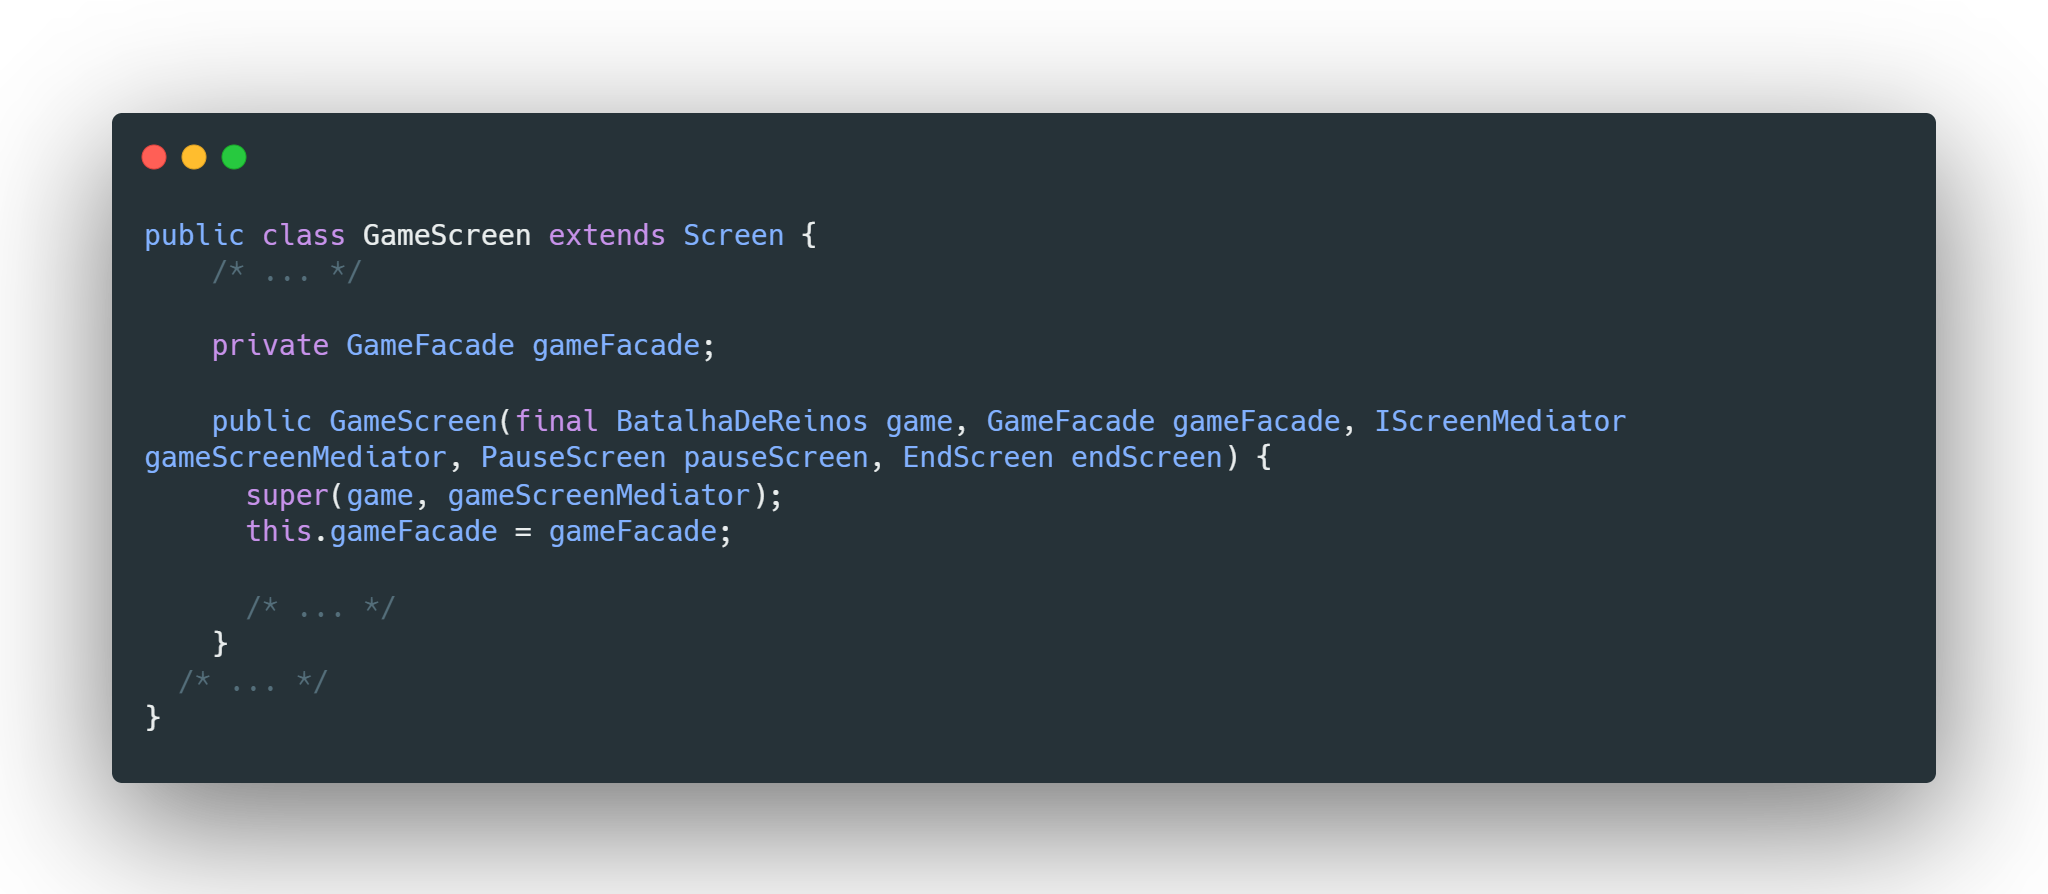 public class GameScreen extends Screen {
    /* ... */

    private GameFacade gameFacade;

    public GameScreen(final BatalhaDeReinos game, GameFacade gameFacade, IScreenMediator
gameScreenMediator, PauseScreen pauseScreen, EndScreen endScreen) {
      super(game, gameScreenMediator);
      this.gameFacade = gameFacade;

      /* ... */
    }
  /* ... */
}